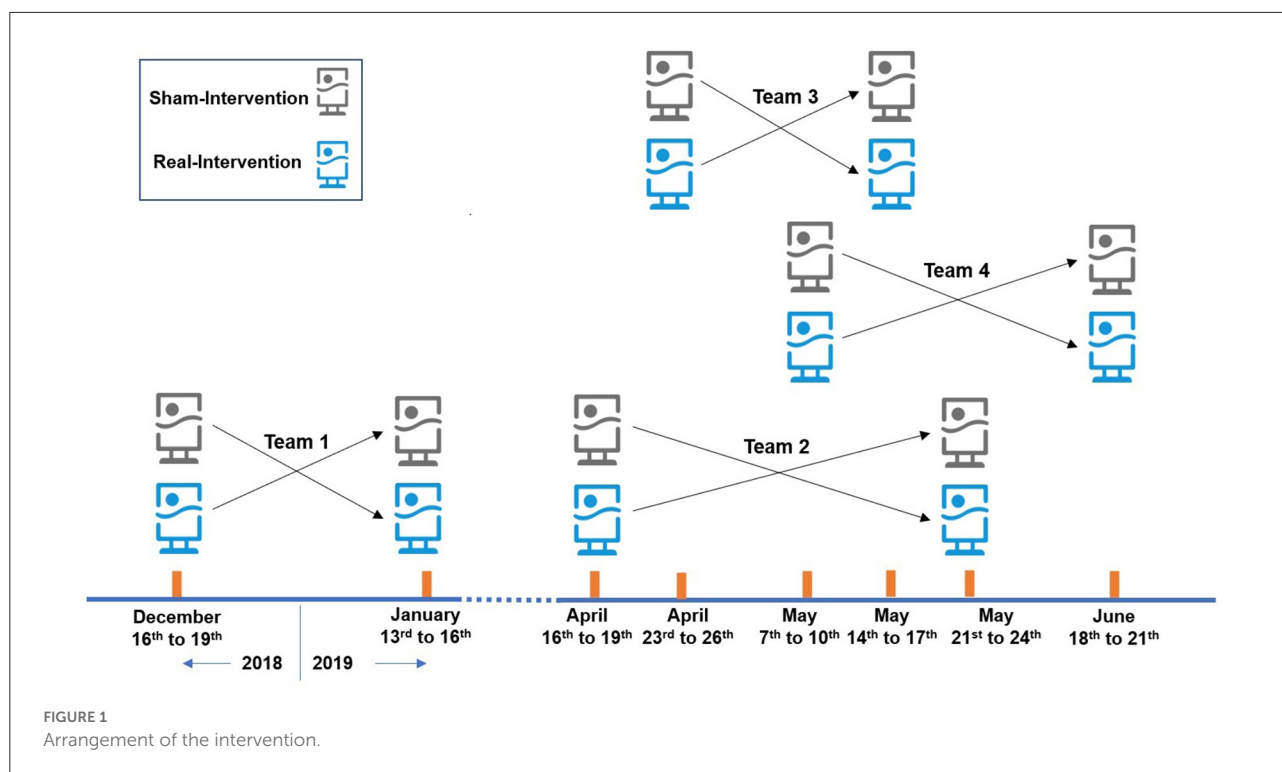 Sham-Intervention
Real-Intervention
Team 3
Team 4
Team 1
Team 2
December
16th to 19th
January
13rd to 16th
April
16th to 19th
April
23rd to 26th
May
7th to 10th
May
14th to 17th
May
21st to 24th
June
18th to 21th
2018
2019
FIGURE 1
Arrangement of the intervention.